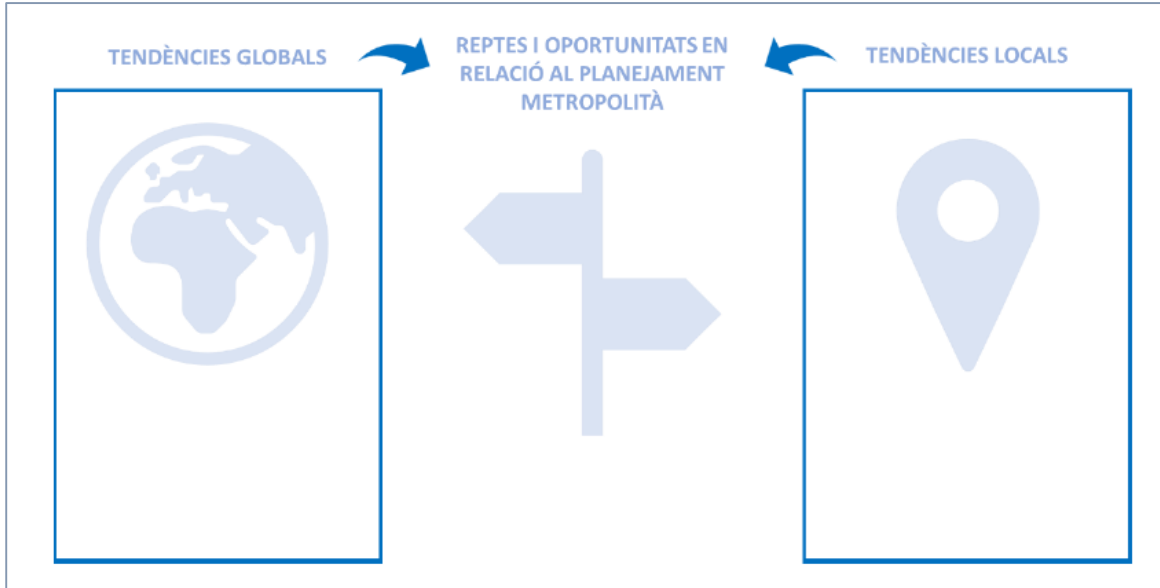 TENDÈNCIES GLOBALS
REPTES I OPORTUNITATS EN
RELACIÓ AL PLANEJAMENT
METROPOLITÀ
TENDÈNCIES LOCALS